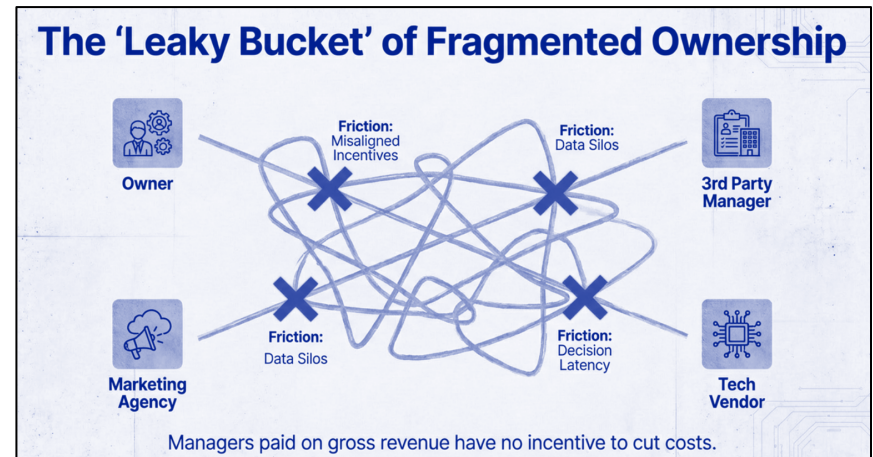 The ‘Leaky Bucket’ of Fragmented Ownership
Owner
Friction:
Misaligned
Incentives
Friction:
Data Silos
3rd Party
Manager
Marketing
Agency
Friction:
Data Silos
Friction:
Decision
Latency
Tech
Vendor
Managers paid on gross revenue have no incentive to cut costs.